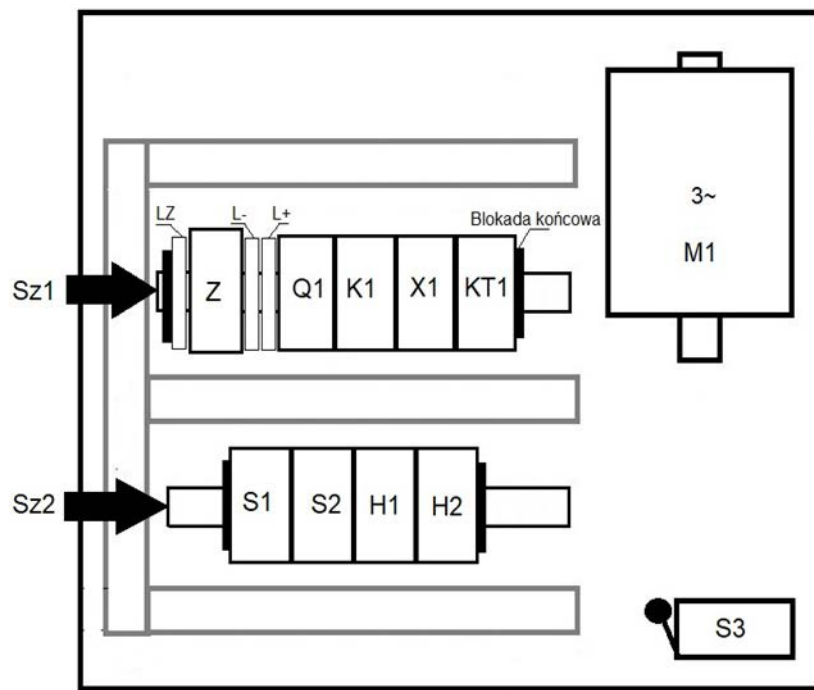 3~
M1
LZ
L-
L+
Blokada końcowa
Sz1
Z
Q1
K1
X1
KT1
Sz2
S1
S2
H1
H2
S3